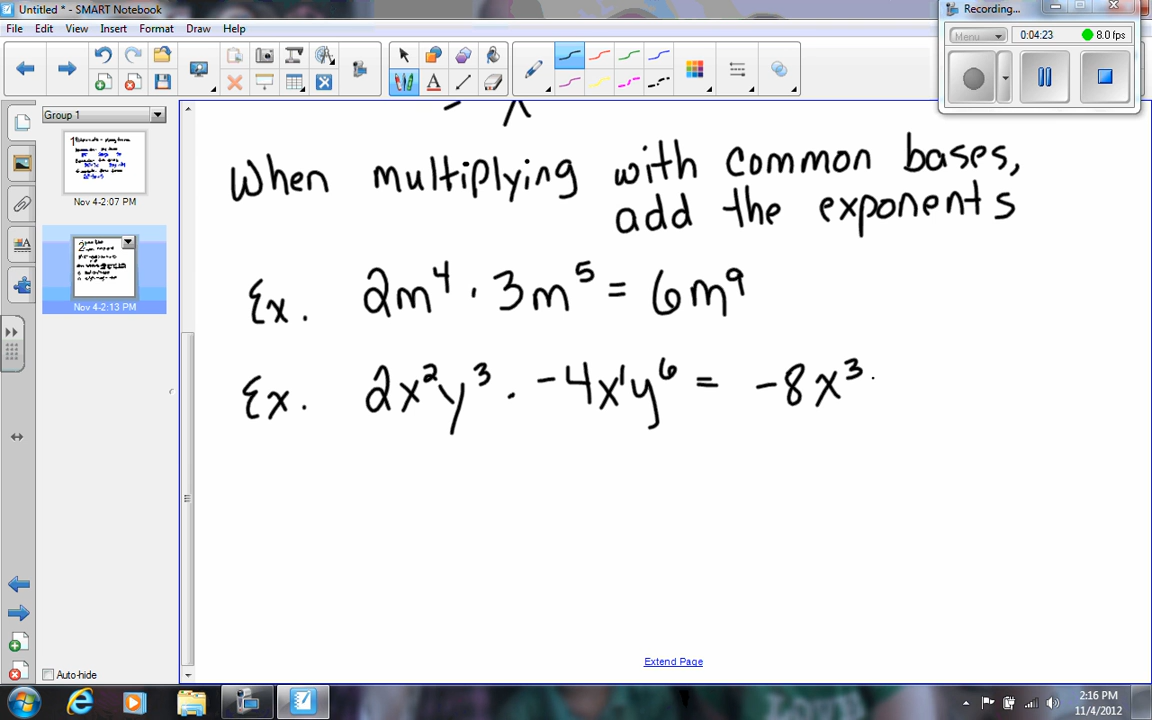 Untitled * - SMART Notebook
Recording...
File Edit View Insert Format Draw Help
Menu 0:04:23 8.0 fps
Group 1
Nov 4-2:07 PM
Nov 4-2:13 PM
When multiplying with common bases,
add the exponents
Ex. 2m⁴ · 3m⁵ = 6m⁹
Ex. 2x²y³ · -4x¹y⁶ = -8x³
Extend Page
Auto-hide
2:16 PM
11/4/2012